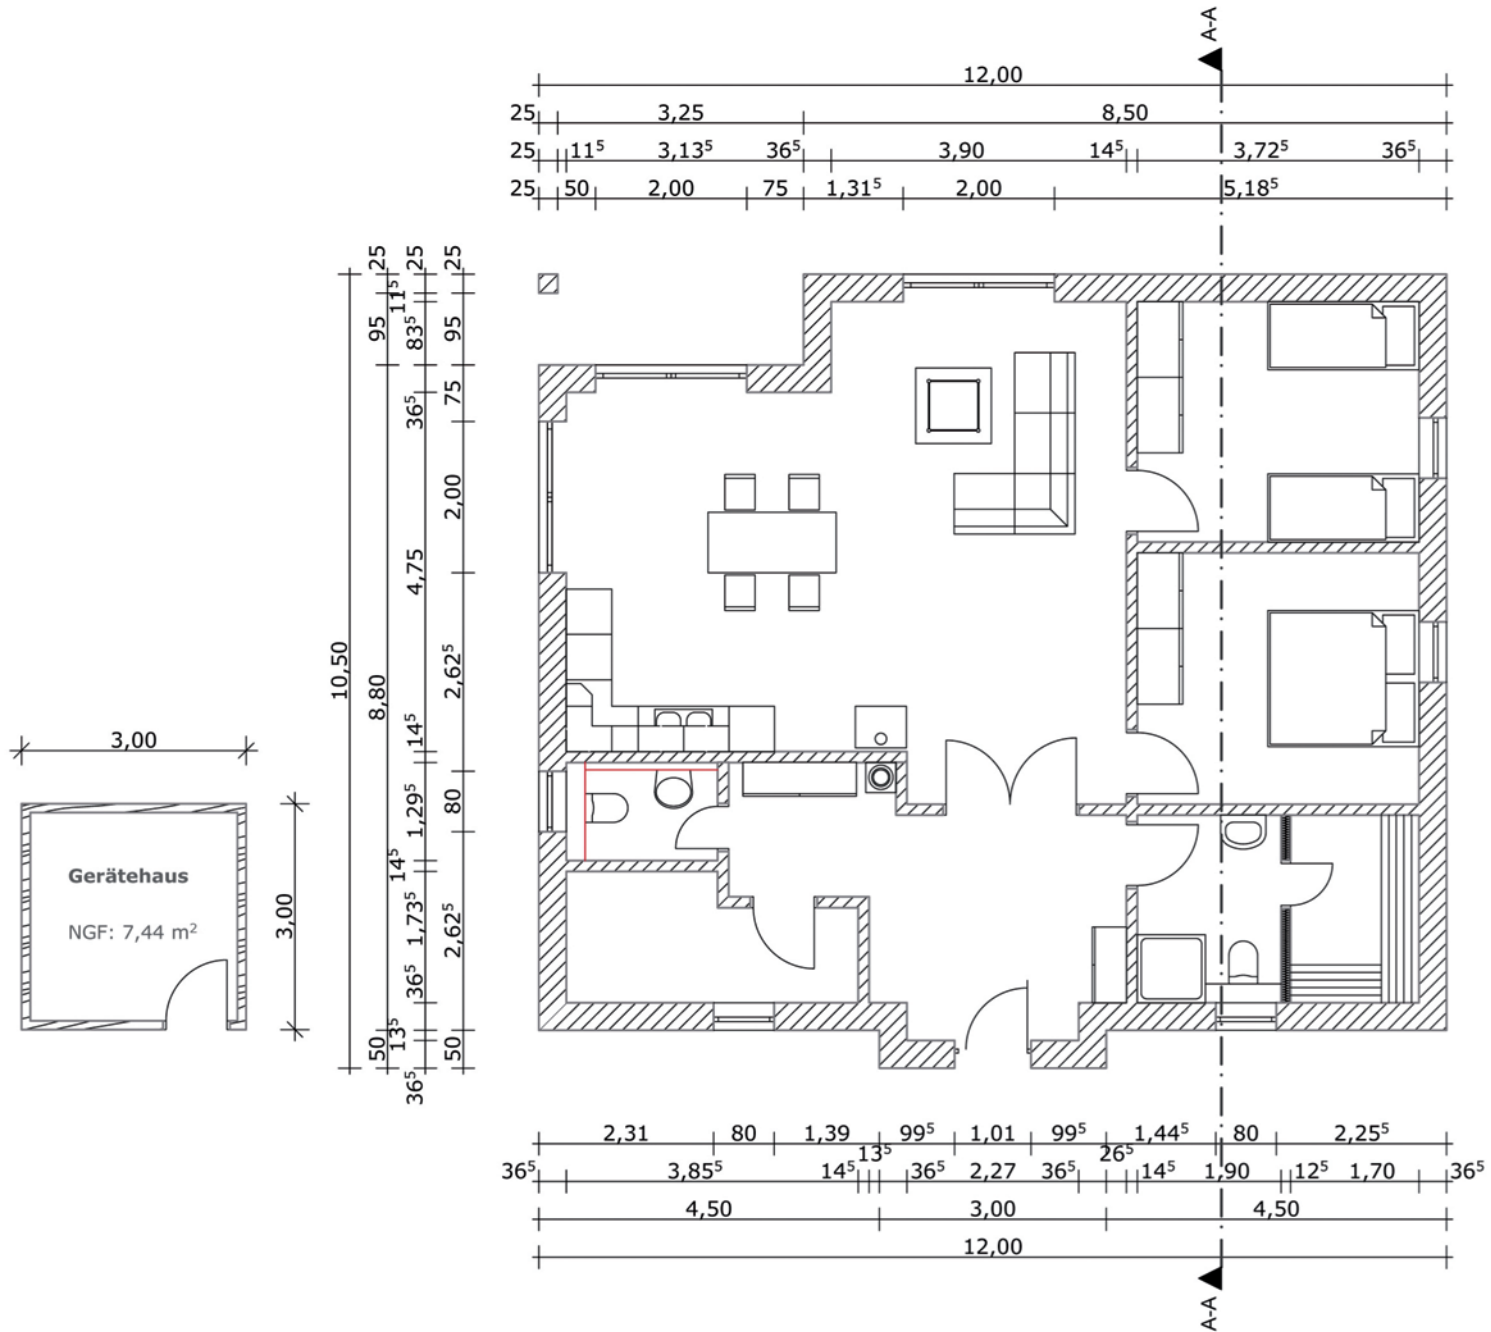 A-A
12,00
25 3,25 8,50
25 11⁵ 3,13⁵ 36⁵ 3,90 14⁵ 3,72⁵ 36⁵
25 50 2,00 75 1,31⁵ 2,00 5,18⁵
10,50
25 95 8,80 50
25 11⁵ 83⁵ 36⁵ 4,75 14⁵ 1,29⁵ 14⁵ 1,73⁵ 36⁵ 13⁵ 36⁵
25 95 75 2,00 2,62⁵ 80 2,62⁵ 50
3,00
3,00
Gerätehaus
NGF: 7,44 m²
2,31 80 1,39 99⁵ 1,01 99⁵ 1,44⁵ 80 2,25⁵
36⁵ 3,85⁵ 14⁵ 13⁵ 36⁵ 2,27 36⁵ 26⁵ 14⁵ 1,90 12⁵ 1,70 36⁵
4,50 3,00 4,50
12,00
A-A